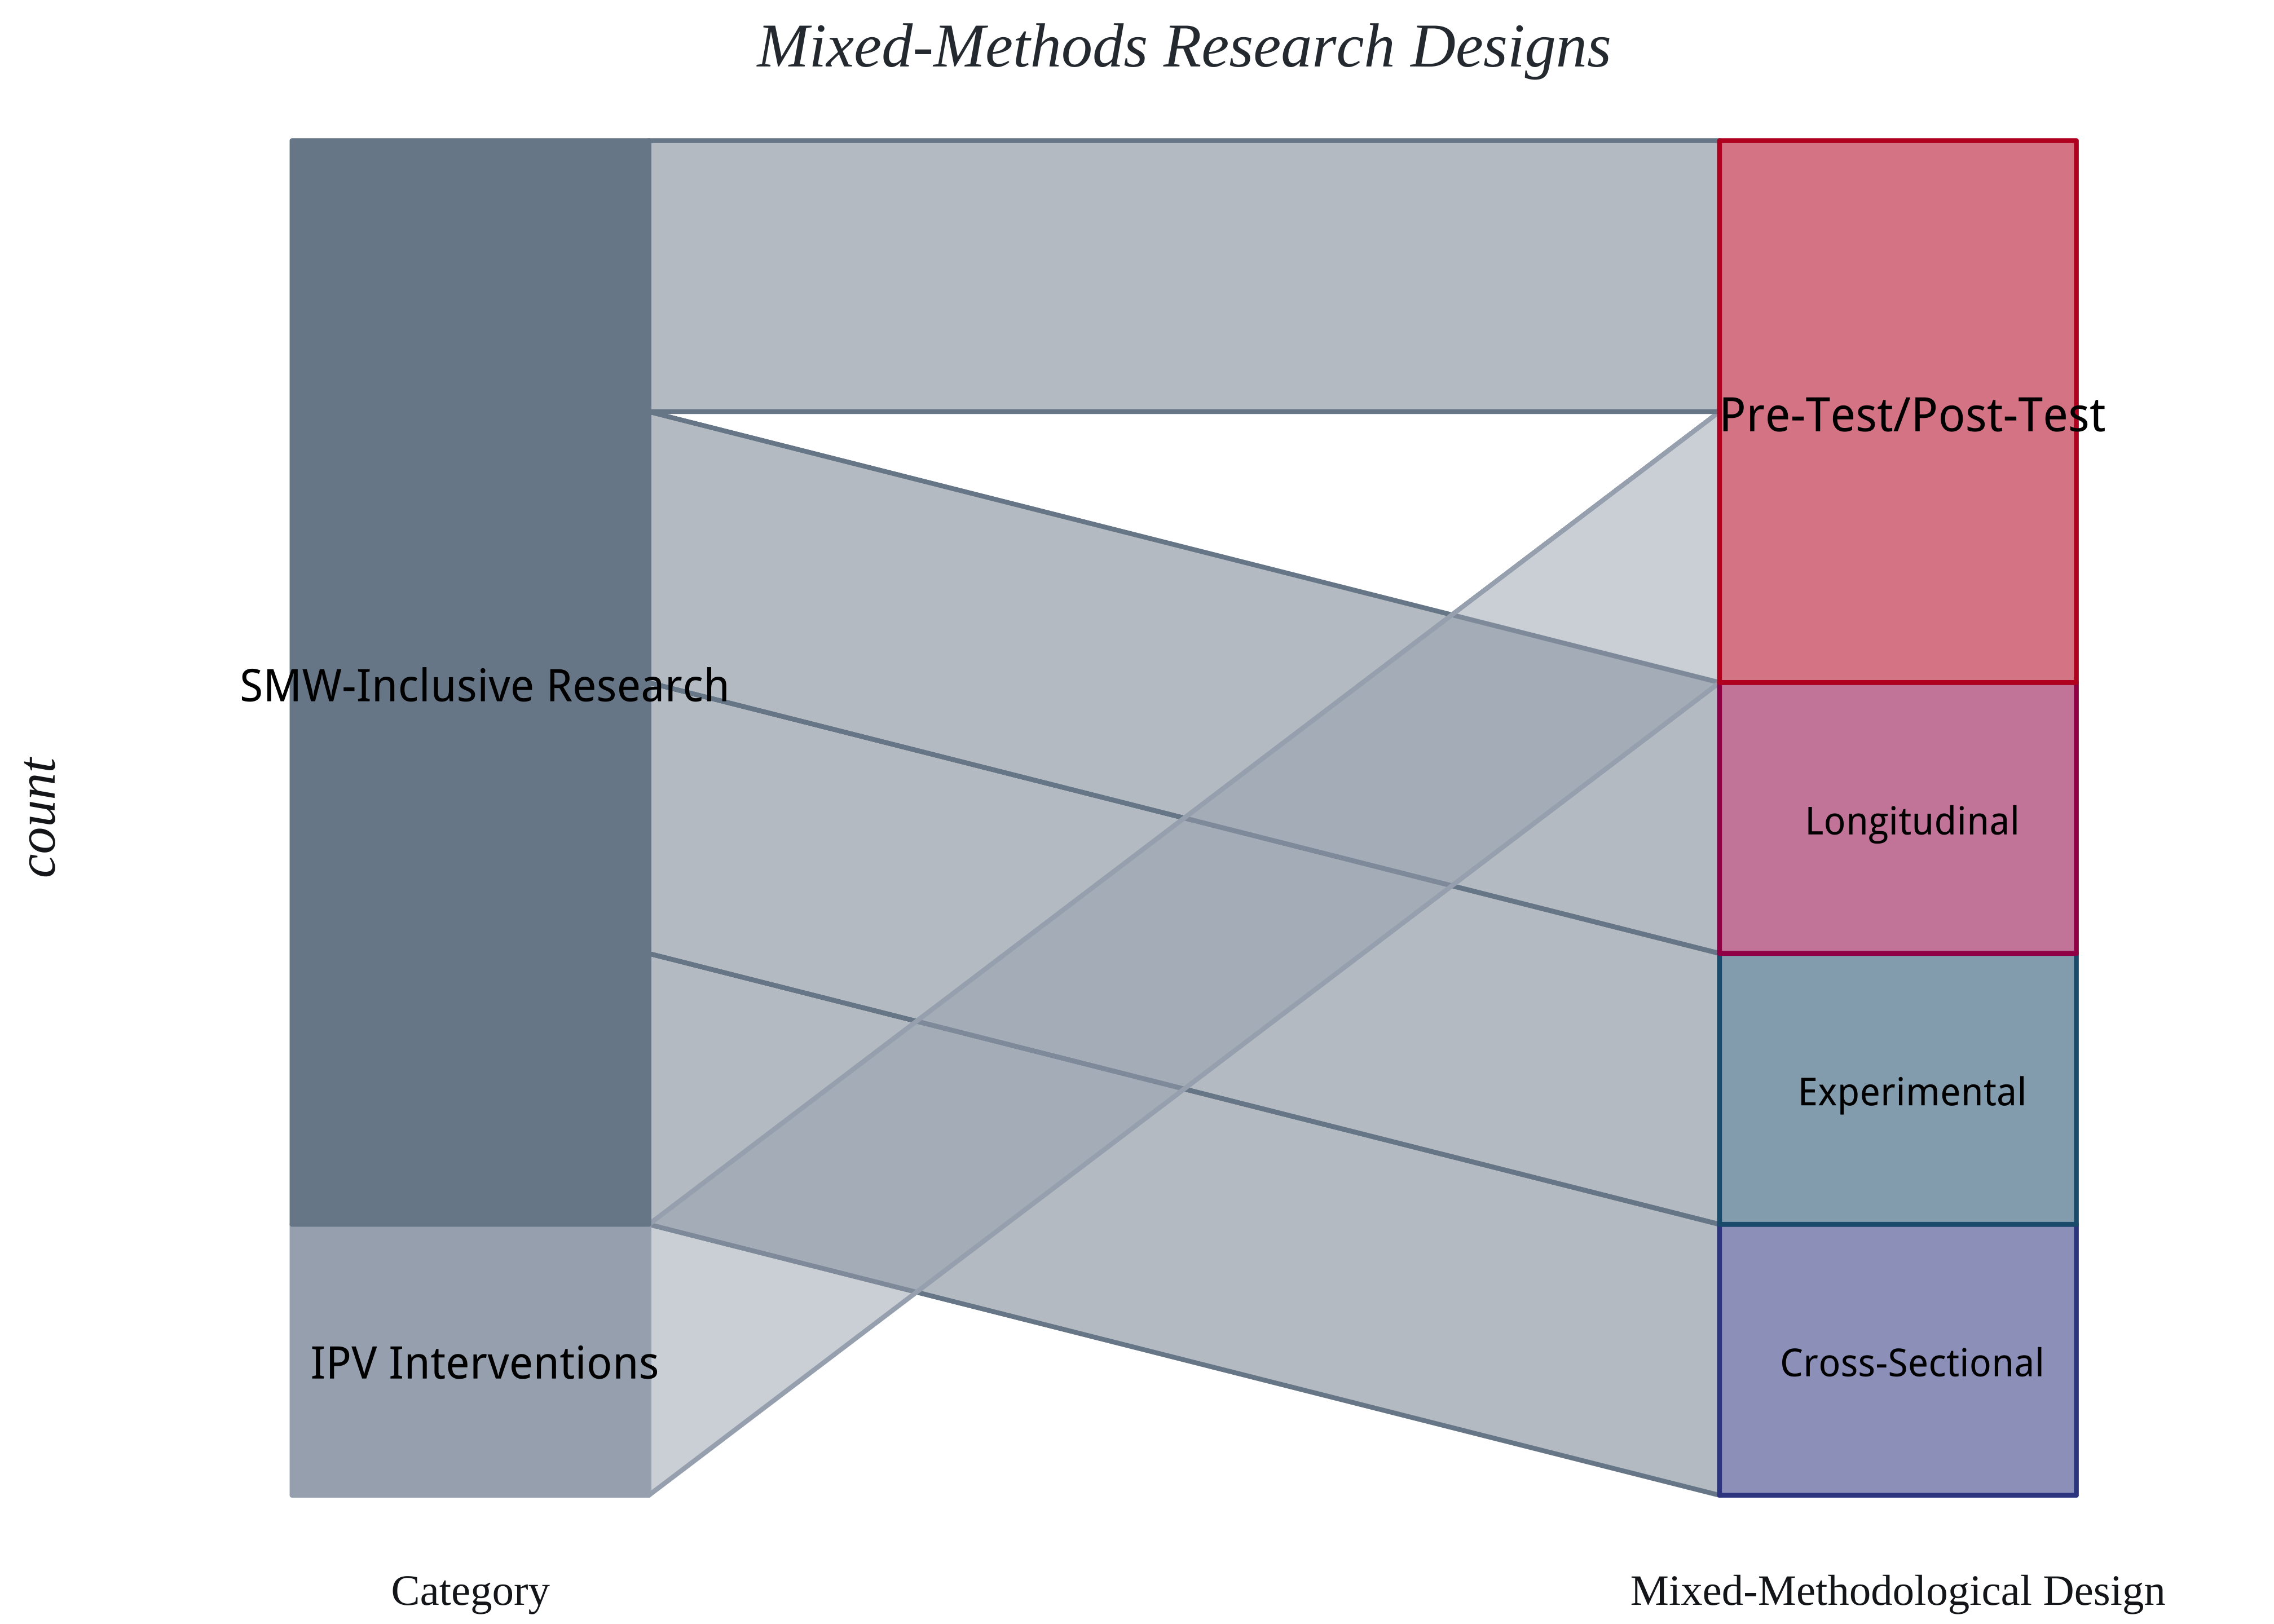 Mixed-Methods Research Designs
Pre-Test/Post-Test
SMW-Inclusive Research
Longitudinal
count
Experimental
IPV Interventions
Cross-Sectional
Category
Mixed-Methodological Design